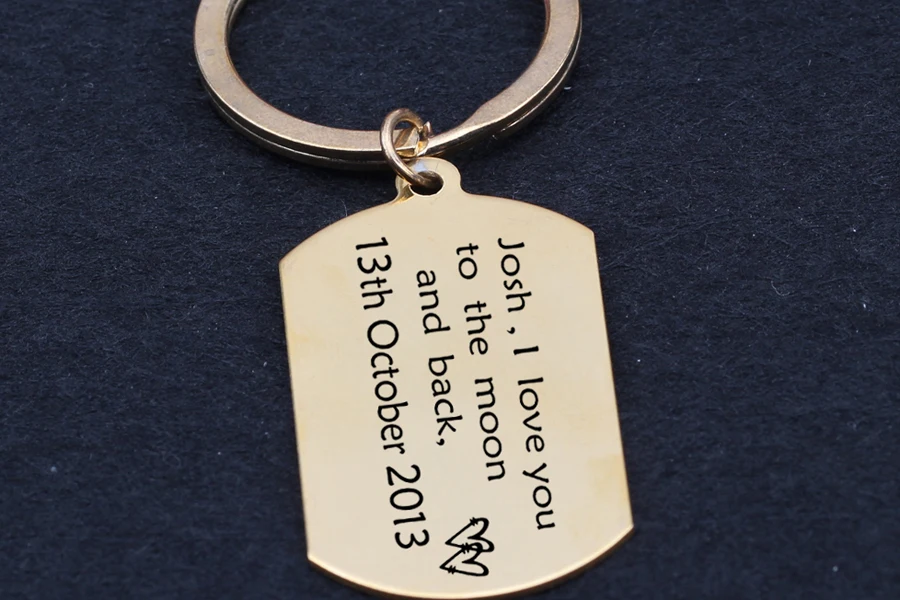 Josh , I love you
to the moon
and back,
13th October 2013